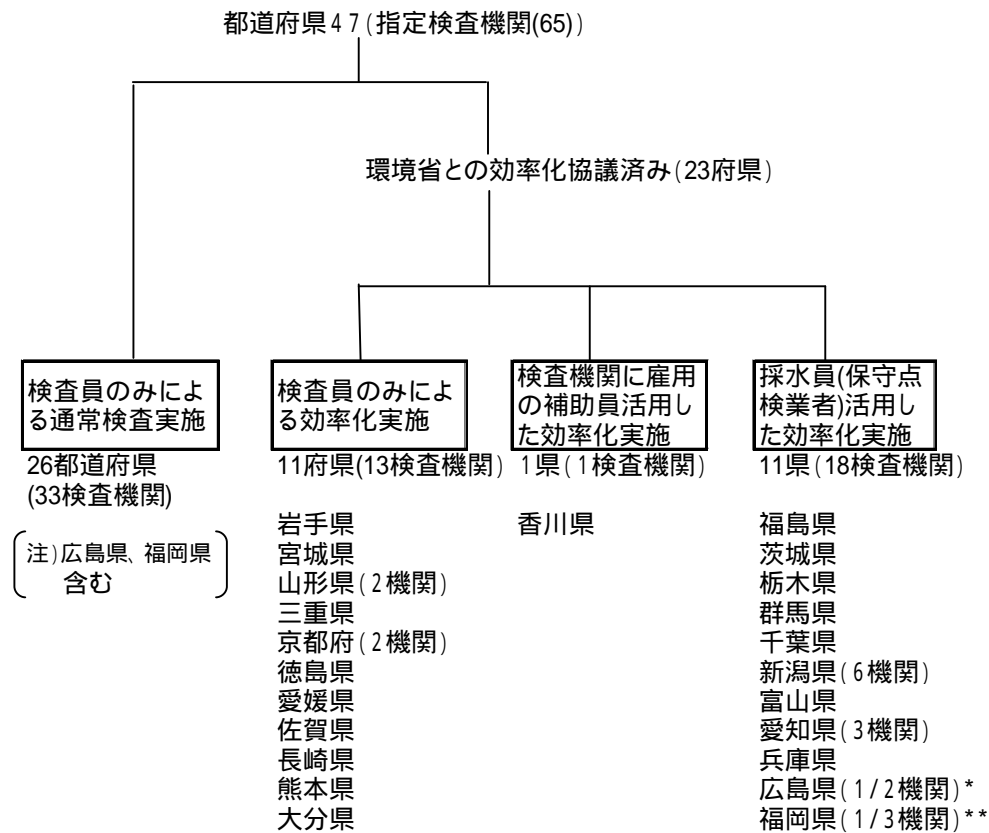 都道府県47(指定検査機関(65))
環境省との効率化協議済み(23府県)
検査員のみによ
る通常検査実施
26都道府県
(33検査機関)
注)広島県、福岡県
含む
検査員のみによ
る効率化実施
11府県(13検査機関)
岩手県
宮城県
山形県(2機関)
三重県
京都府(2機関)
徳島県
愛媛県
佐賀県
長崎県
熊本県
大分県
検査機関に雇用
の補助員活用し
た効率化実施
1県(1検査機関)
香川県
採水員(保守点
検業者)活用し
た効率化実施
11県(18検査機関)
福島県
茨城県
栃木県
群馬県
千葉県
新潟県(6機関)
富山県
愛知県(3機関)
兵庫県
広島県(1/2機関)*
福岡県(1/3機関)**